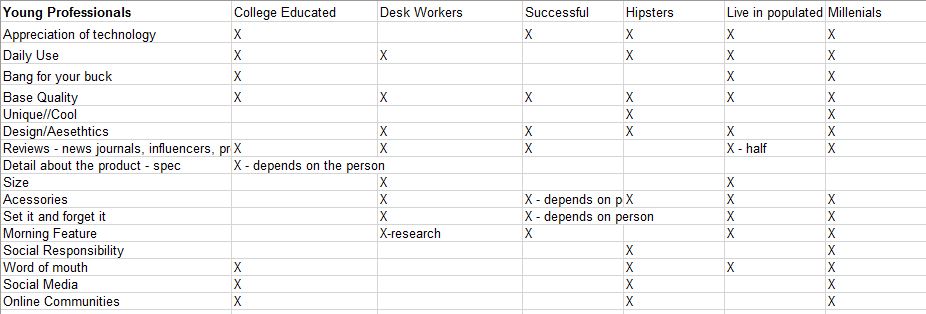 Young Professionals College Educated Desk Workers Successful Hipsters Live in populated Millenials
Appreciation of technology X X X X X
Daily Use X X X X X
Bang for your buck X X X
Base Quality X X X X X X
Unique//Cool X X
Design/Aesethtics X X X X X
Reviews - news journals, influencers, pr X X X X - half X
Detail about the product - spec X - depends on the person
Size X X
Acessories X X - depends on p X X X
Set it and forget it X X - depends on person X X
Morning Feature X-research X X X
Social Responsibility X X
Word of mouth X X X X
Social Media X X X
Online Communities X X X